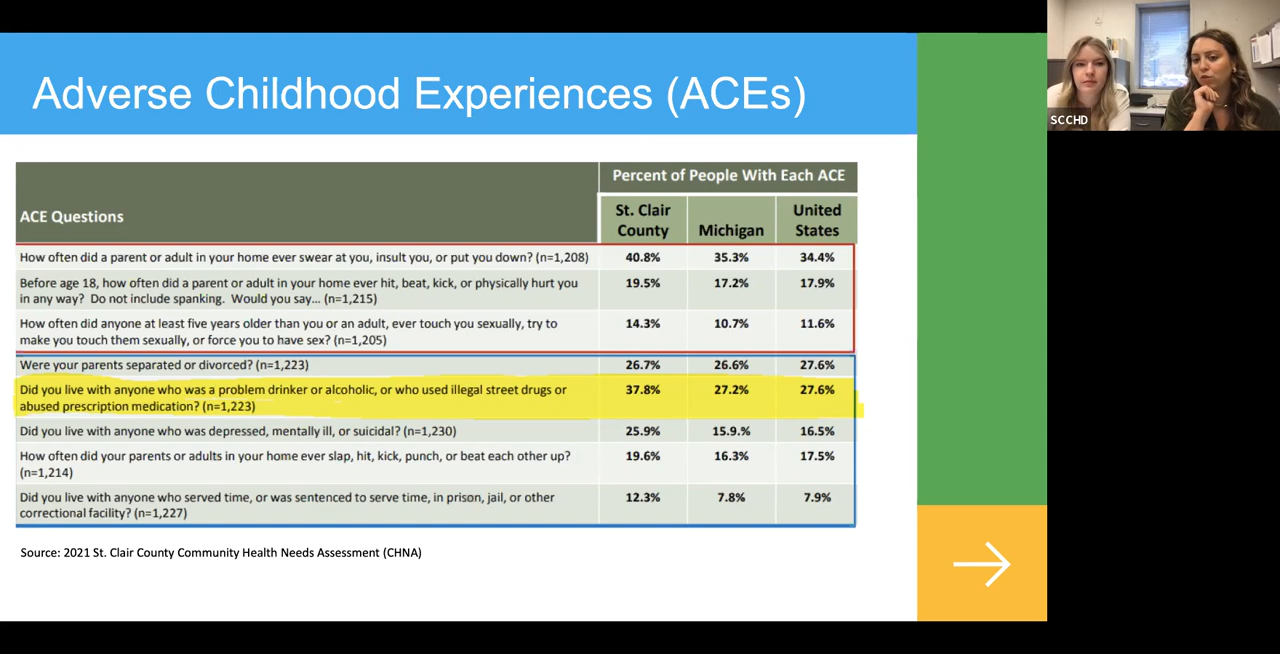 Adverse Childhood Experiences (ACEs)
SCCHD
Percent of People With Each ACE
ACE Questions
St. Clair
County
Michigan
United
States
How often did a parent or adult in your home ever swear at you, insult you, or put you down? (n=1,208) 40.8% 35.3% 34.4%
Before age 18, how often did a parent or adult in your home ever hit, beat, kick, or physically hurt you 19.5% 17.2% 17.9%
in any way? Do not include spanking. Would you say... (n=1,215)
How often did anyone at least five years older than you or an adult, ever touch you sexually, try to 14.3% 10.7% 11.6%
make you touch them sexually, or force you to have sex? (n=1,205)
Were your parents separated or divorced? (n=1,223) 26.7% 26.6% 27.6%
Did you live with anyone who was a problem drinker or alcoholic, or who used illegal street drugs or 37.8% 27.2% 27.6%
abused prescription medication? (n=1,223)
Did you live with anyone who was depressed, mentally ill, or suicidal? (n=1,230) 25.9% 15.9.% 16.5%
How often did your parents or adults in your home ever slap, hit, kick, punch, or beat each other up? 19.6% 16.3% 17.5%
(n=1,214)
Did you live with anyone who served time, or was sentenced to serve time, in prison, jail, or other 12.3% 7.8% 7.9%
correctional facility? (n=1,227)
Source: 2021 St. Clair County Community Health Needs Assessment (CHNA)